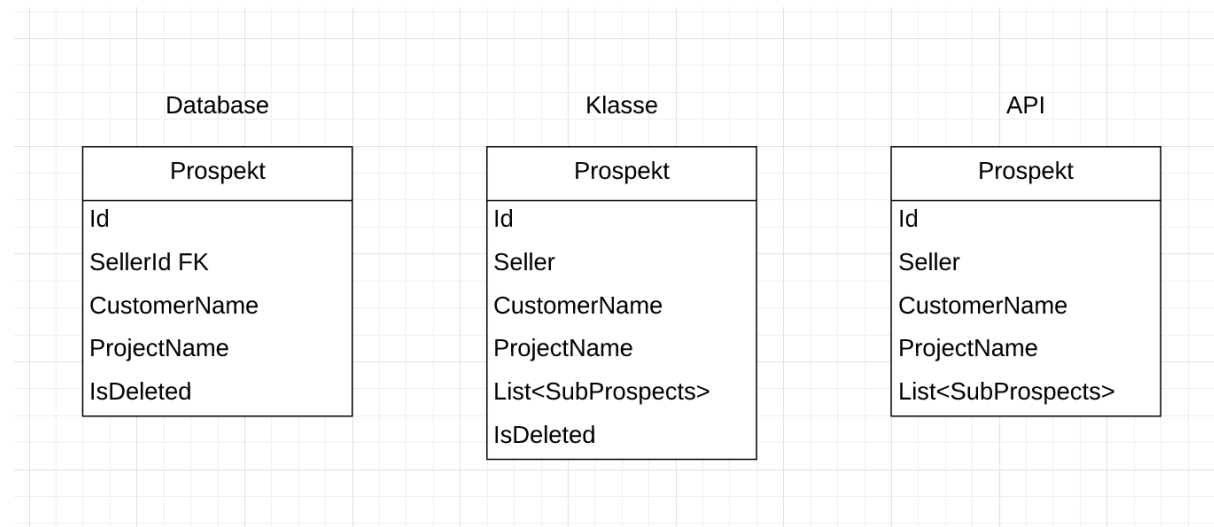 Database
Prospekt
Id
SellerId FK
CustomerName
ProjectName
IsDeleted
Klasse
Prospekt
Id
Seller
CustomerName
ProjectName
List<SubProspects>
IsDeleted
API
Prospekt
Id
Seller
CustomerName
ProjectName
List<SubProspects>